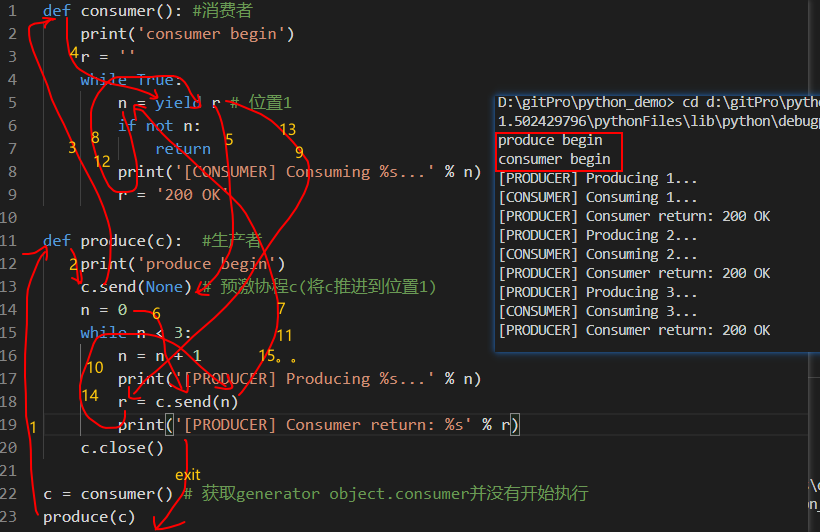 1 def consumer(): #消费者
2 print('consumer begin')
3 r = ''
4 while True:
5 n = yield r # 位置1
6 if not n:
7 return
8 print('[CONSUMER] Consuming %s...' % n)
9 r = '200 OK'
10
11 def produce(c): #生产者
12 print('produce begin')
13 c.send(None) # 预激协程c(将c推进到位置1)
14 n = 0
15 while n < 3:
16 n = n + 1
17 print('[PRODUCER] Producing %s...' % n)
18 r = c.send(n)
19 print('[PRODUCER] Consumer return: %s' % r)
20 c.close()
21
22 c = consumer() # 获取generator object.consumer并没有开始执行
23 produce(c)
4
8
13
5
3
9
12
2
7
6
11
15。。
10
14
1
exit
D:\gitPro\python_demo> cd d:\gitPro\pytho
1.502429796\pythonFiles\lib\python\debugp
produce begin
consumer begin
[PRODUCER] Producing 1...
[CONSUMER] Consuming 1...
[PRODUCER] Consumer return: 200 OK
[PRODUCER] Producing 2...
[CONSUMER] Consuming 2...
[PRODUCER] Consumer return: 200 OK
[PRODUCER] Producing 3...
[CONSUMER] Consuming 3...
[PRODUCER] Consumer return: 200 OK